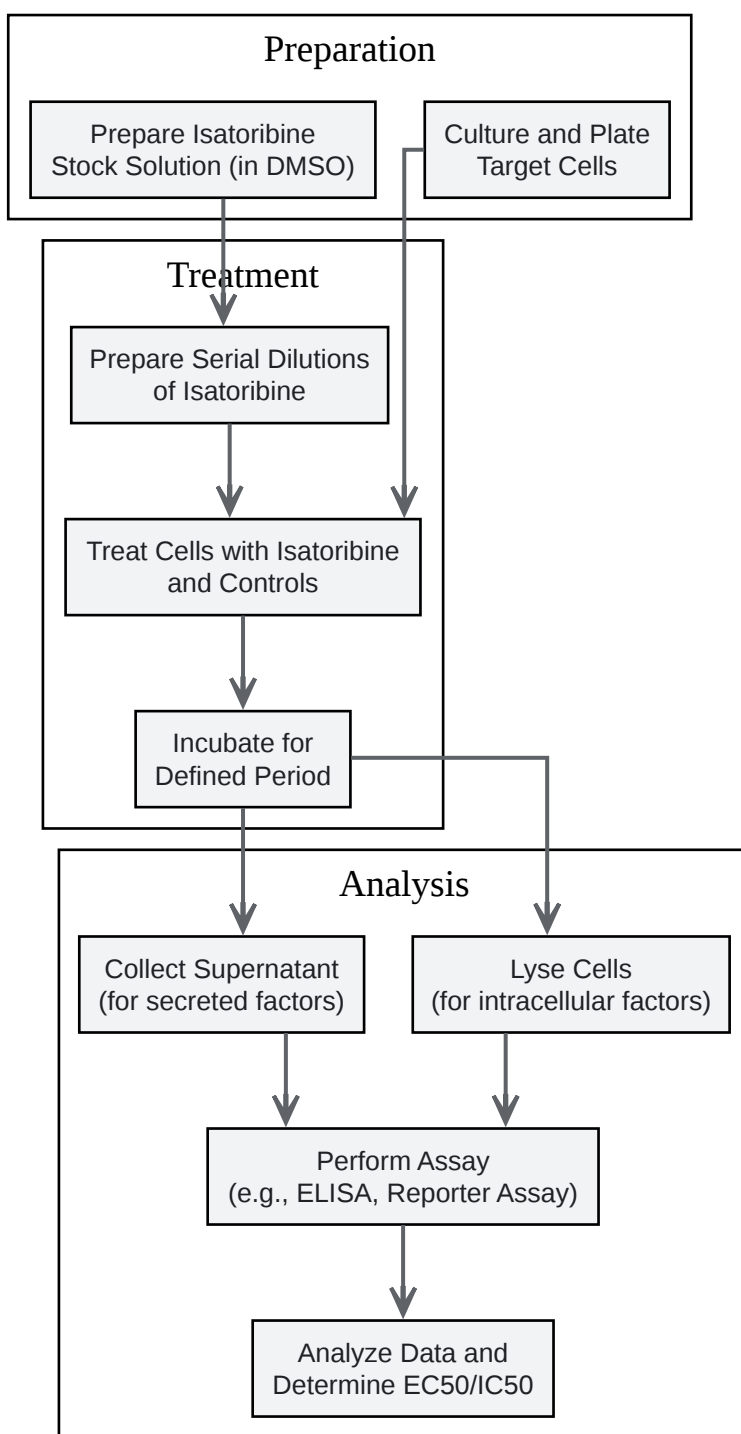 Preparation
Prepare Isatoribine
Stock Solution (in DMSO)
Culture and Plate
Target Cells
Treatment
Prepare Serial Dilutions
of Isatoribine
Treat Cells with Isatoribine
and Controls
Incubate for
Defined Period
Analysis
Collect Supernatant
(for secreted factors)
Lyse Cells
(for intracellular factors)
Perform Assay
(e.g., ELISA, Reporter Assay)
Analyze Data and
Determine EC50/IC50